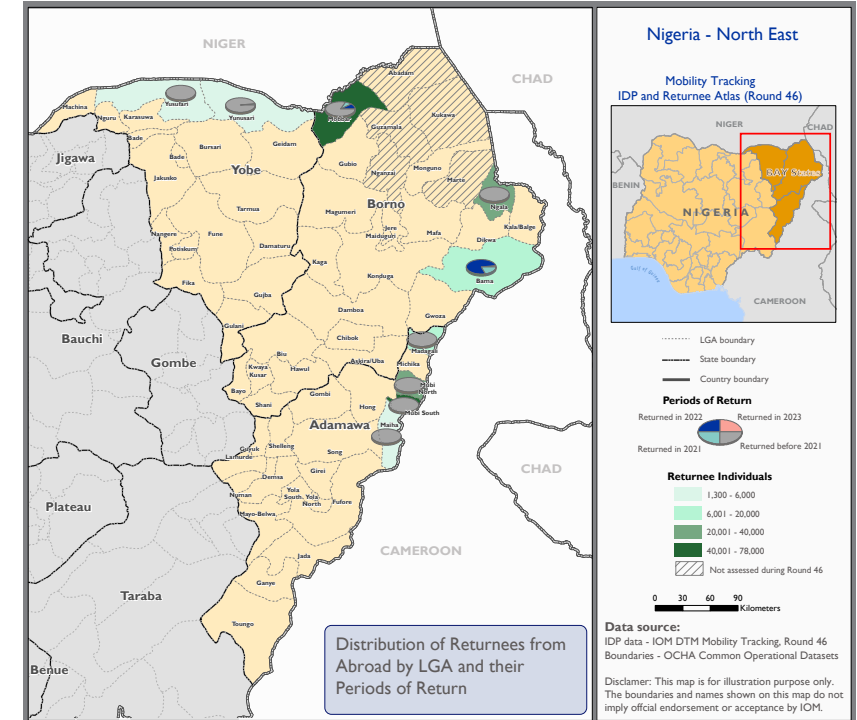 NIGER
CHAD
Abadam
Machina
Yusufari
Nguru
Karasuwa
Yunusari
Mobbar
Kukawa
Guzamala
Bade
Bursari
Geidam
Jigawa
Bade
Yobe
Gubio
Monguno
Jakusko
Nganzai
Marte
Borno
Ngala
Tarmua
Magumeri
Jere
Maiduguri
Mafa
Kala/Balge
Nangere
Fune
Dikwa
Potiskum
Damaturu
Kaga
Konduga
Bama
Fika
Gujba
Damboa
Gwoza
Gulani
Bauchi
Chibok
Madagali
Gombe
Biu
Askira/Uba
Michika
Kwaya
Kusar
Hawul
Bayo
Gombi
Mobi
North
Shani
Hong
Mubi South
Adamawa
Maiha
Guyuk
Shelleng
Song
Lamurde
CHAD
Demsa
Girei
Numan
Yola
South
Yola
North
Fufore
Plateau
Mayo-Belwa
CAMEROON
Jada
Ganye
Taraba
Toungo
Benue
Distribution of Returnees from
Abroad by LGA and their
Periods of Return
Nigeria - North East
Mobility Tracking
IDP and Returnee Atlas (Round 46)
NIGER
CHAD
BENIN
BAY States
NIGERIA
CAMEROON
LGA boundary
State boundary
Country boundary
Periods of Return
Returned in 2022
Returned in 2023
Returned in 2021
Returned before 2021
Returnee Individuals
1,300 - 6,000
6,001 - 20,000
20,001 - 40,000
40,001 - 78,000
Not assessed during Round 46
0 30 60 90
Kilometers
Data source:
IDP data - IOM DTM Mobility Tracking, Round 46
Boundaries - OCHA Common Operational Datasets
Disclamer: This map is for illustration purpose only.
The boundaries and names shown on this map do not
imply offcial endorsement or acceptance by IOM.